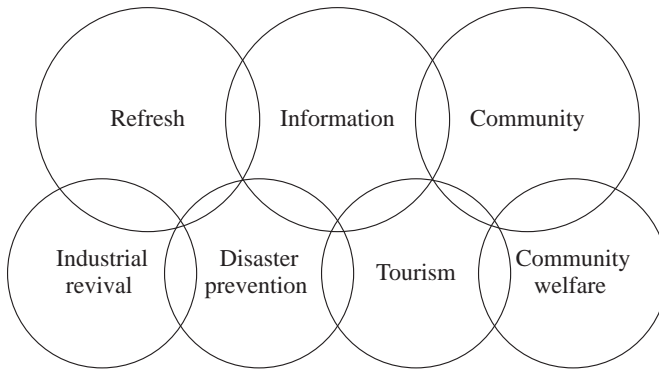 Refresh
Information
Community
Industrial
revival
Disaster
prevention
Tourism
Community
welfare